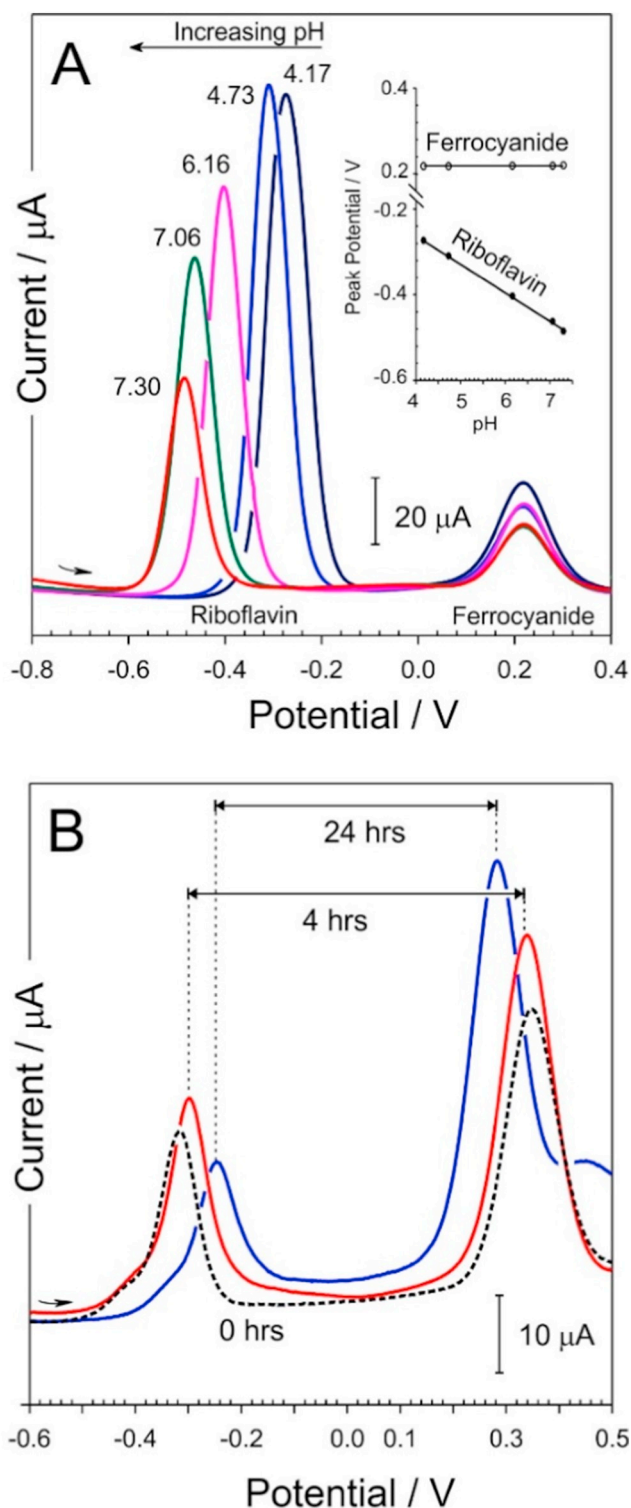 A
Increasing pH
4.17
4.73
6.16
7.06
7.30
0.4
0.2
-0.2
-0.4
-0.6
Peak Potential / V
Ferrocyanide
Riboflavin
4 5 6 7
pH
Current / μA
20 μA
Riboflavin Ferrocyanide
-0.8 -0.6 -0.4 -0.2 0.0 0.2 0.4
Potential / V
B
24 hrs
4 hrs
Current / μA
0 hrs
10 μA
-0.6 -0.4 -0.2 0.0 0.1 0.3 0.5
Potential / V